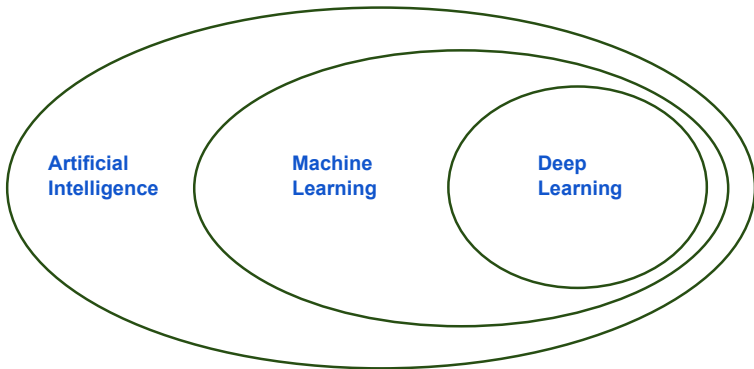 Artificial
Intelligence
Machine
Learning
Deep
Learning